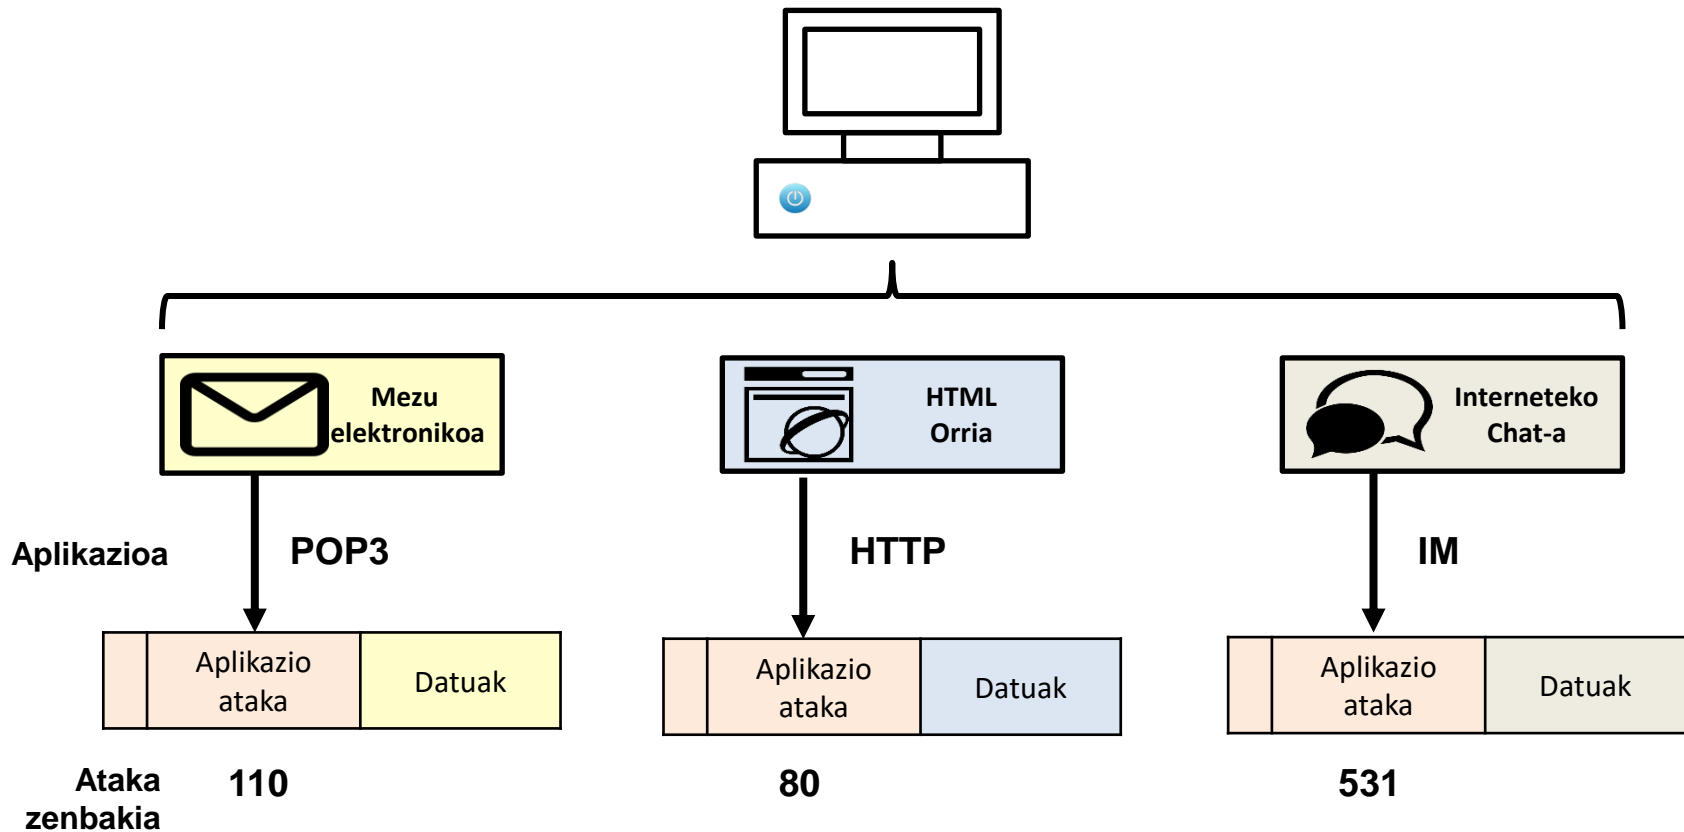 Mezu
elektronikoa
HTML
Orria
Interneteko
Chat-a
Aplikazioa
POP3
HTTP
IM
Aplikazio
ataka
Datuak
Aplikazio
ataka
Datuak
Aplikazio
ataka
Datuak
Ataka
zenbakia
110
80
531